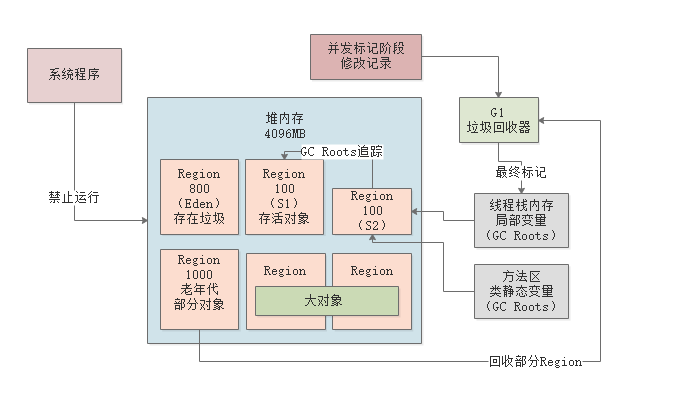 并发标记阶段
修改记录
系统程序
G1
垃圾回收器
堆内存
4096MB
GC Roots追踪
最终标记
Region
800
（Eden）
存在垃圾
Region
100
（S1）
存活对象
Region
100
（S2）
禁止运行
线程栈内存
局部变量
（GC Roots）
Region
1000
老年代
部分对象
Region
Region
大对象
方法区
类静态变量
（GC Roots）
回收部分Region